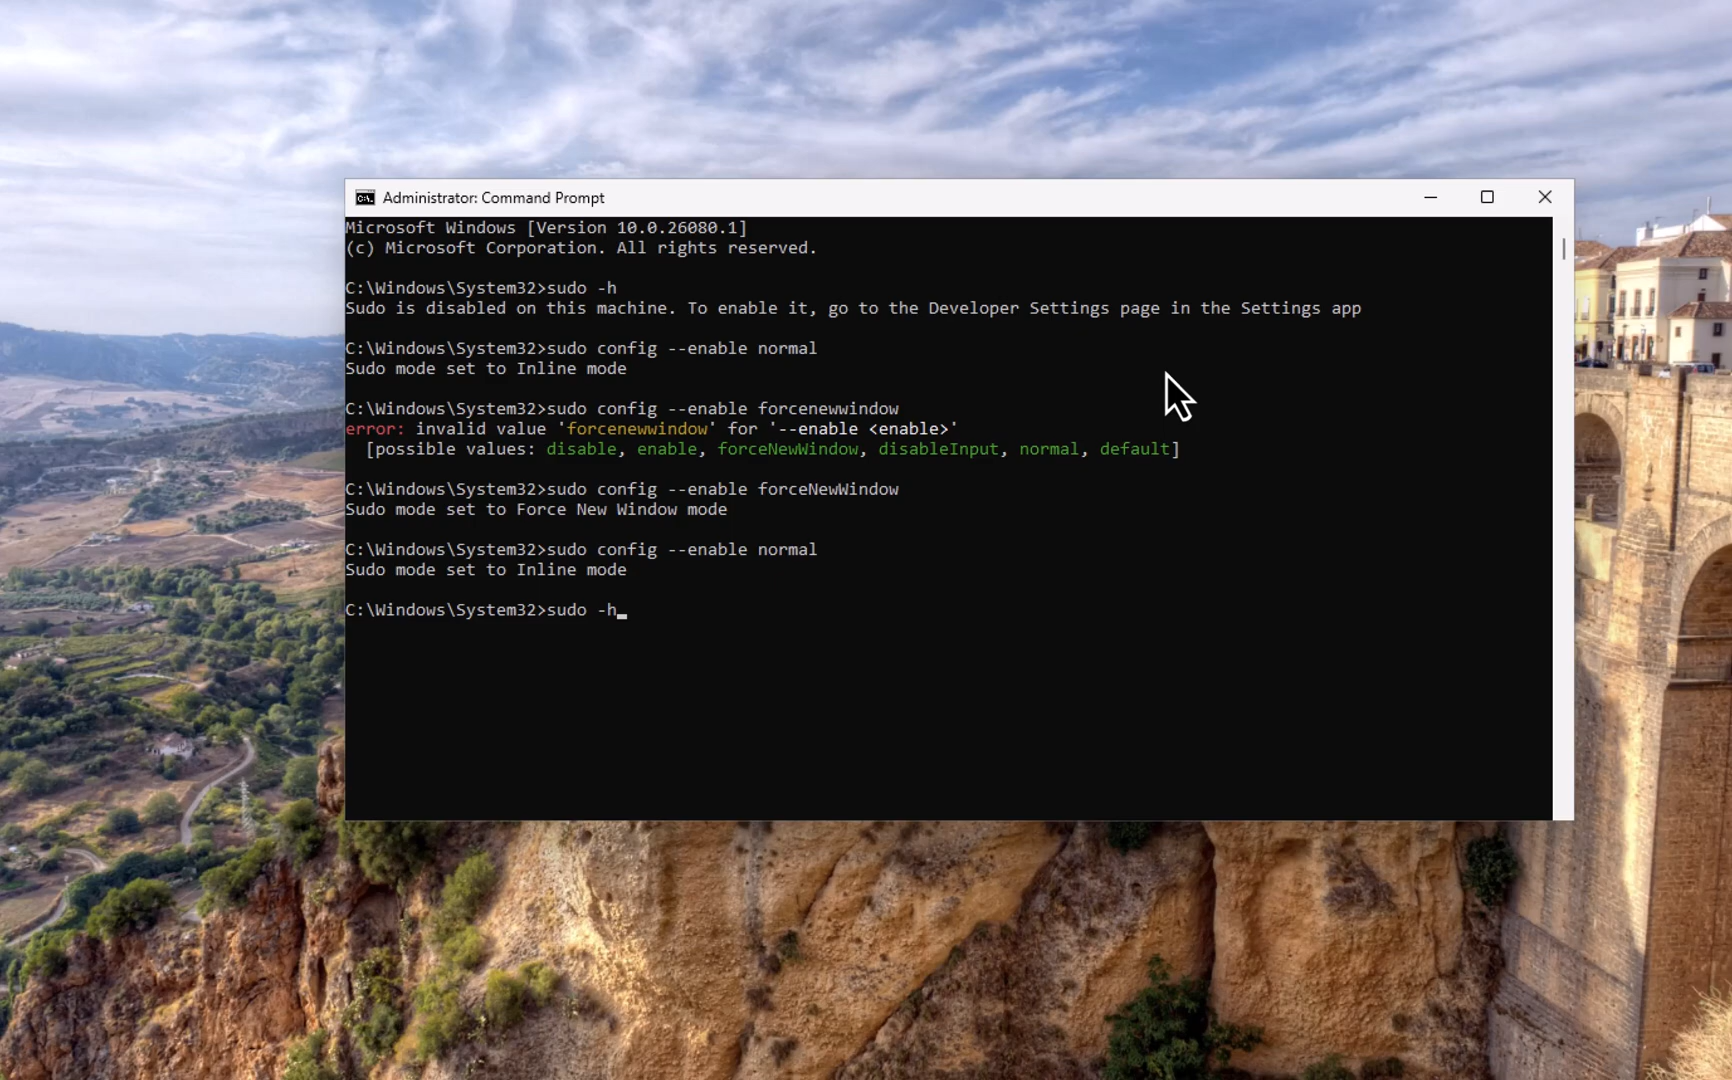 Administrator: Command Prompt
Microsoft Windows [Version 10.0.26080.1]
(c) Microsoft Corporation. All rights reserved.
C:\Windows\System32>sudo -h
Sudo is disabled on this machine. To enable it, go to the Developer Settings page in the Settings app
C:\Windows\System32>sudo config --enable normal
Sudo mode set to Inline mode
C:\Windows\System32>sudo config --enable forcenewwindow
error: invalid value 'forcenewwindow' for '--enable <enable>'
[possible values: disable, enable, forceNewWindow, disableInput, normal, default]
C:\Windows\System32>sudo config --enable forceNewWindow
Sudo mode set to Force New Window mode
C:\Windows\System32>sudo config --enable normal
Sudo mode set to Inline mode
C:\Windows\System32>sudo -h